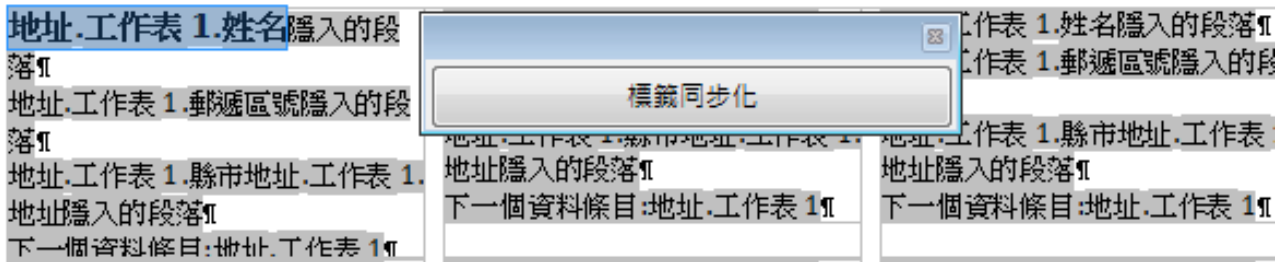 地址.工作表 1.姓名隱入的段
落¶
地址.工作表 1.郵遞區號隱入的段
落¶
地址.工作表 1.縣市地址.工作表 1.
地址隱入的段落¶
下一個資料條目:地址.工作表 1¶
標籤同步化
地址.工作表 1.縣市地址.工作表 1.
地址隱入的段落¶
下一個資料條目:地址.工作表 1¶
工作表 1.姓名隱入的段落¶
工作表 1.郵遞區號隱入的段
地址.工作表 1.縣市地址.工作表
地址隱入的段落¶
下一個資料條目:地址.工作表 1¶